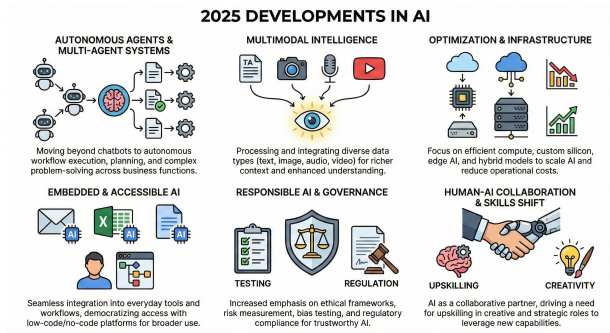 2025 DEVELOPMENTS IN AI
AUTONOMOUS AGENTS &
MULTI-AGENT SYSTEMS
Moving beyond chatbots to autonomous
workflow execution, planning, and complex
problem-solving across business functions.
MULTIMODAL INTELLIGENCE
TA
Processing and integrating diverse data
types (text, image, audio, video) for richer
context and enhanced understanding.
OPTIMIZATION & INFRASTRUCTURE
Focus on efficient compute, custom silicon,
edge AI, and hybrid models to scale AI and
reduce operational costs.
EMBEDDED & ACCESSIBLE AI
AI
X
AI
AI
Seamless integration into everyday tools and
workflows, democratizing access with
low-code/no-code platforms for broader use.
RESPONSIBLE AI & GOVERNANCE
TESTING
REGULATION
Increased emphasis on ethical frameworks,
risk measurement, bias testing, and regulatory
compliance for trustworthy AI.
HUMAN-AI COLLABORATION
& SKILLS SHIFT
UPSKILLING
CREATIVITY
AI as a collaborative partner, driving a need
for upskilling in creative and strategic roles to
leverage new capabilities.